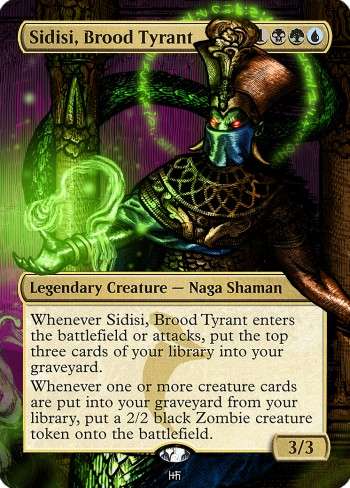 Sidisi, Brood Tyrant
1
Legendary Creature — Naga Shaman
Whenever Sidisi, Brood Tyrant enters
the battlefield or attacks, put the top
three cards of your library into your
graveyard.
Whenever one or more creature cards
are put into your graveyard from
your library, put a 2/2 black Zombie creature
token onto the battlefield.
3/3